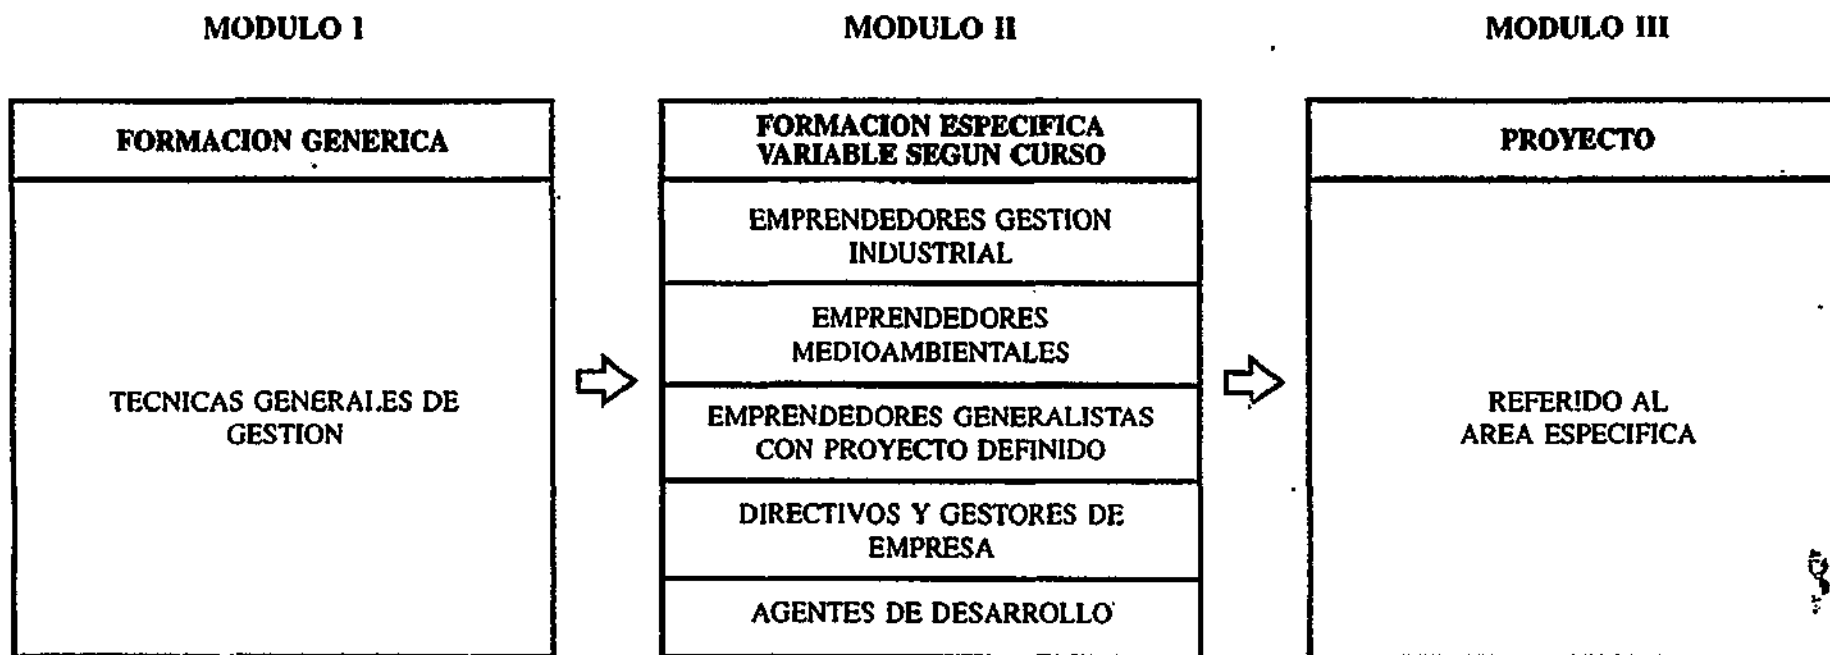 MODULO I
MODULO II
MODULO III
FORMACION GENERICA
TECNICAS GENERALES DE
GESTION
FORMACION ESPECIFICA
VARIABLE SEGUN CURSO
EMPRENDEDORES GESTION
INDUSTRIAL
EMPRENDEDORES
MEDIOAMBIENTALES
EMPRENDEDORES GENERALISTAS
CON PROYECTO DEFINIDO
DIRECTIVOS Y GESTORES DE
EMPRESA
AGENTES DE DESARROLLO
PROYECTO
REFERIDO AL
AREA ESPECIFICA